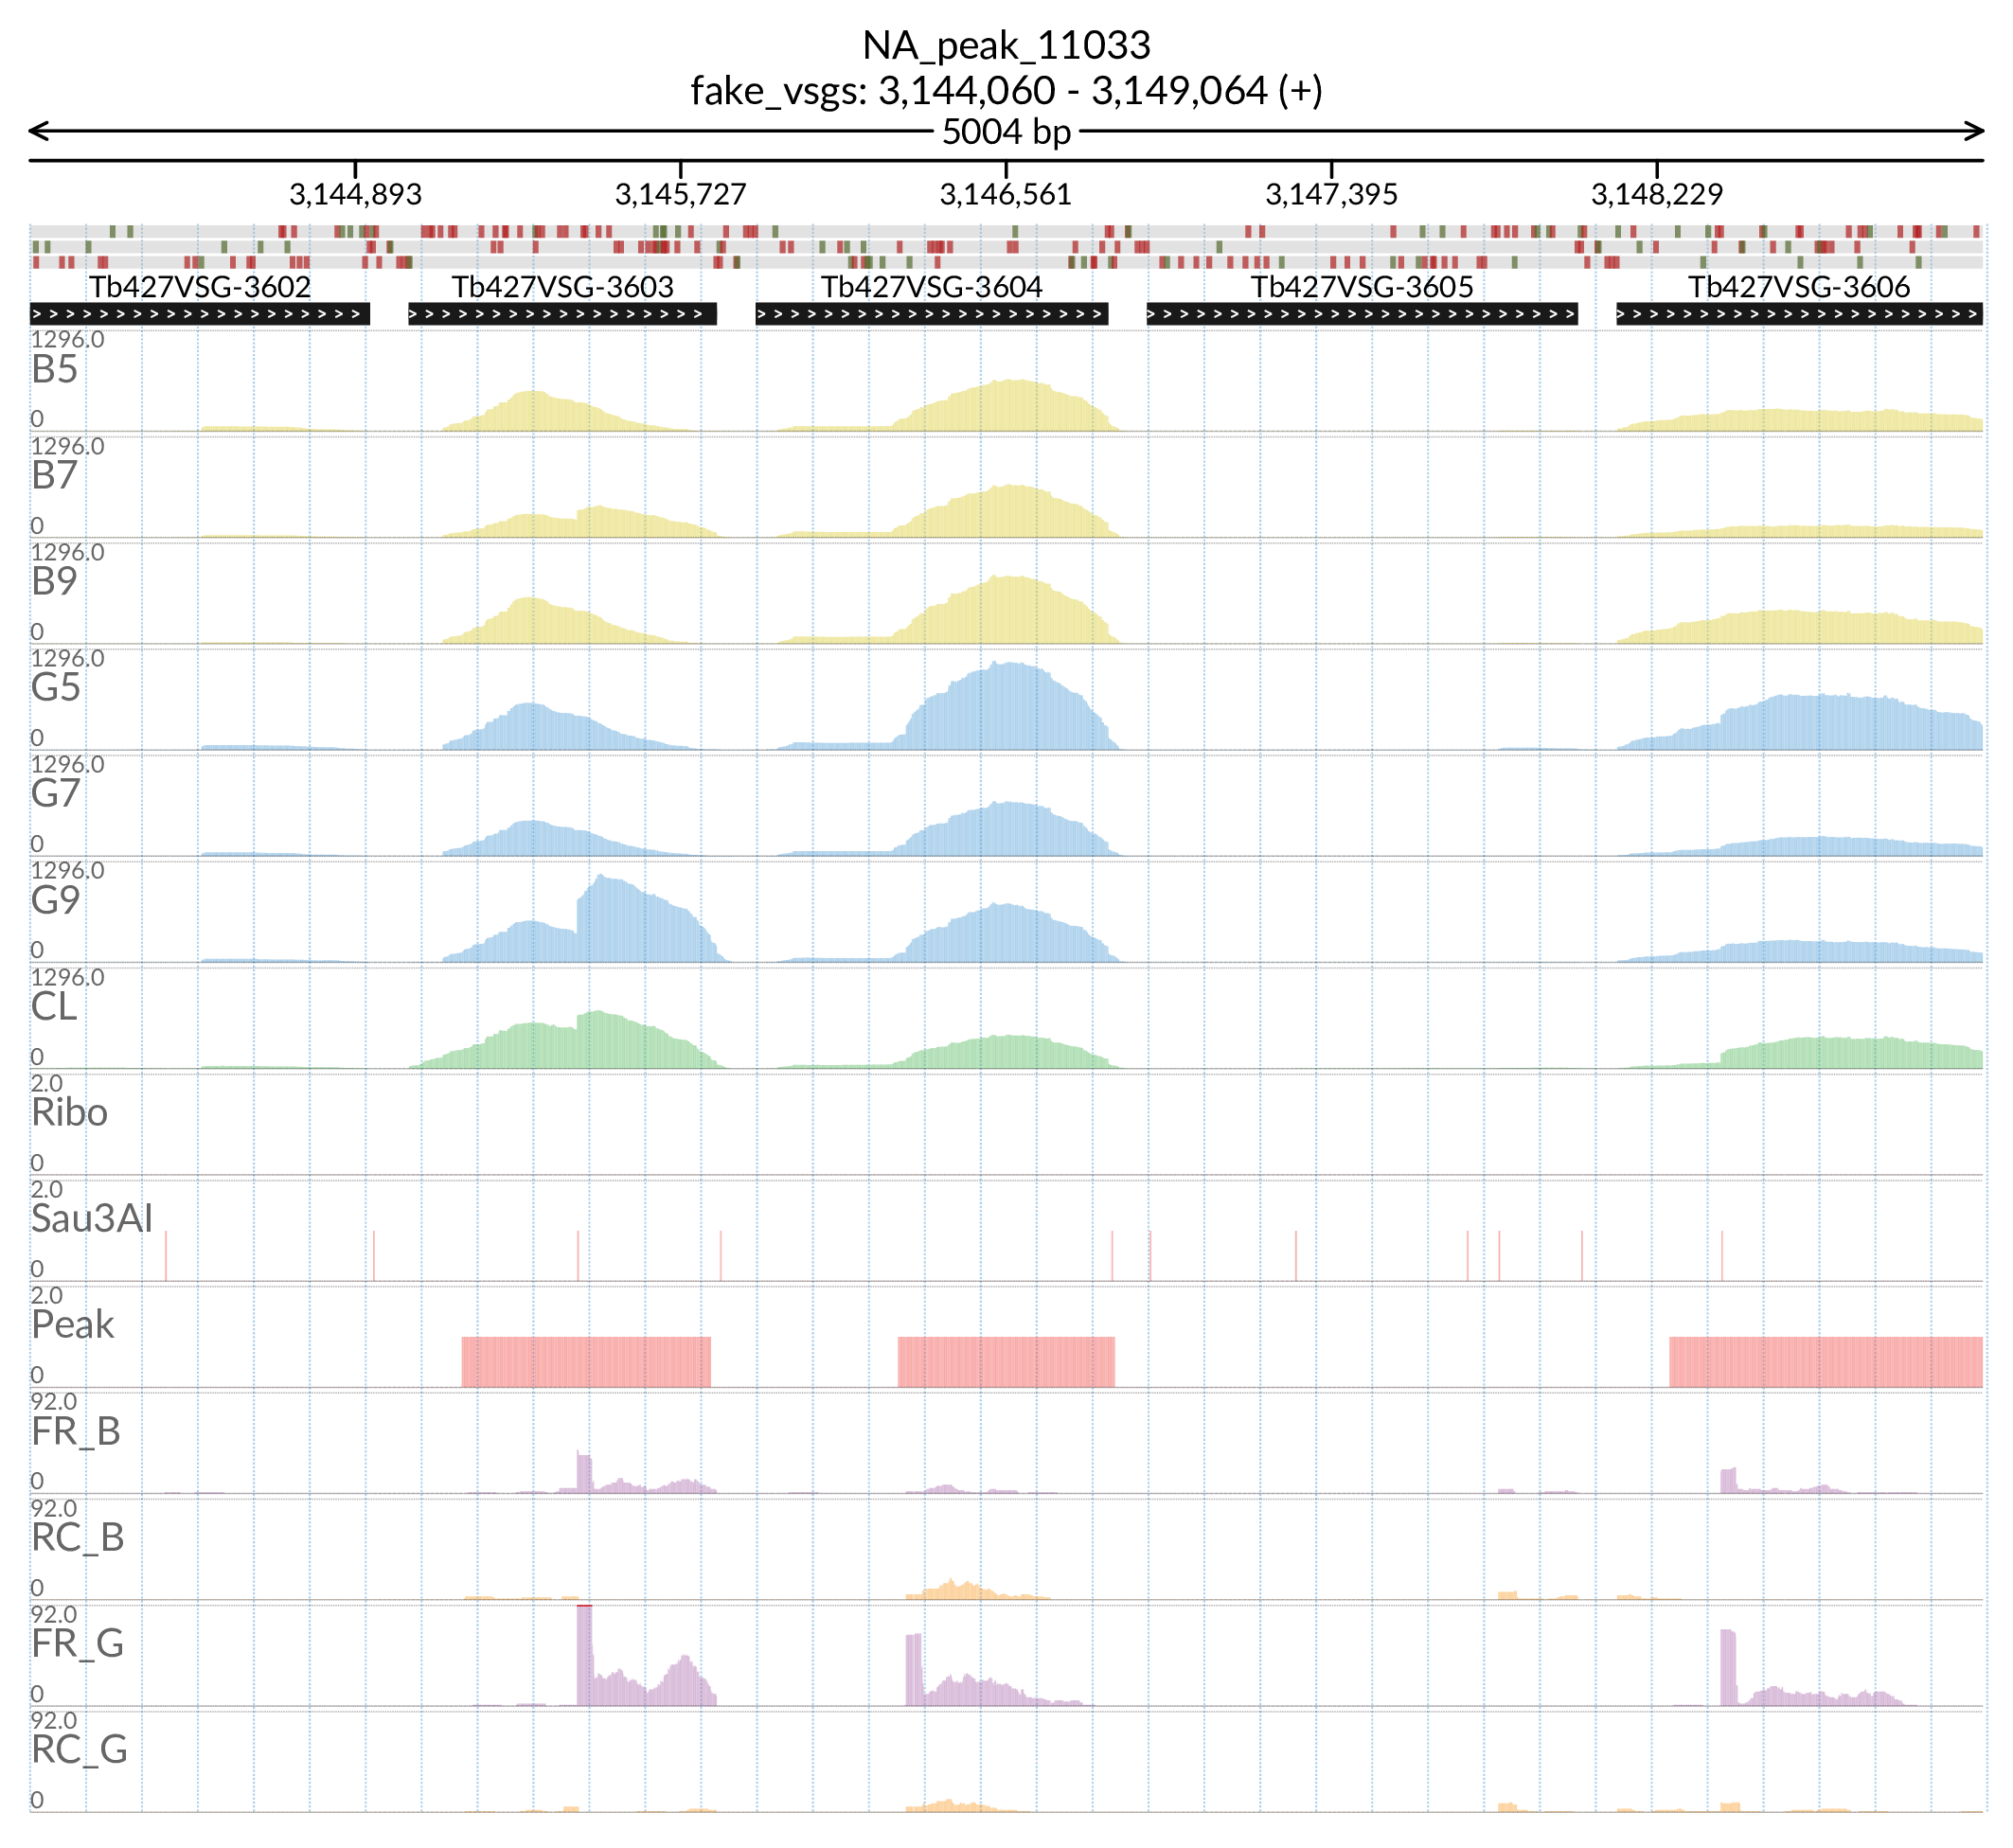 NA_peak_11033
fake_vsgs: 3,144,060 - 3,149,064 (+)
5004 bp
3,144,893 3,145,727 3,146,561 3,147,395 3,148,229
Tb427VSG-3602 Tb427VSG-3603 Tb427VSG-3604 Tb427VSG-3605 Tb427VSG-3606
1296.0
B5
0
1296.0
B7
0
1296.0
B9
0
1296.0
G5
0
1296.0
G7
0
1296.0
G9
0
1296.0
CL
0
2.0
Ribo
0
2.0
Sau3AI
0
2.0
Peak
0
92.0
FR_B
0
92.0
RC_B
0
92.0
FR_G
0
92.0
RC_G
0